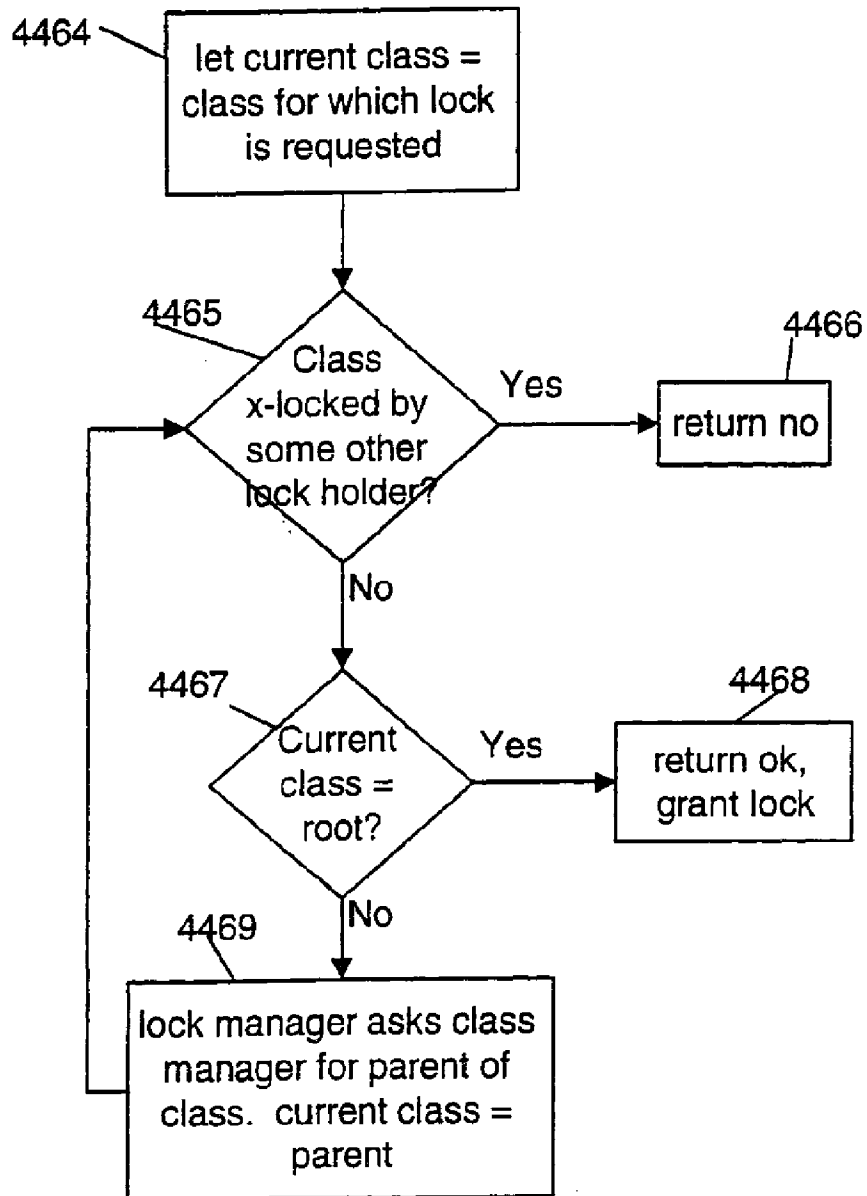 4464
let current class =
class for which lock
is requested
4465
Class
x-locked by
some other
lock holder?
Yes
4466
return no
No
4467
Current
class =
root?
Yes
4468
return ok,
grant lock
No
4469
lock manager asks class
manager for parent of
class. current class =
parent